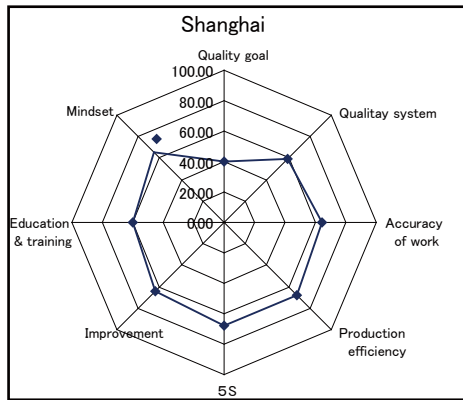 Shanghai
Quality goal
100.00
80.00
60.00
40.00
20.00
0.00
Mindset
Qualitay system
Education
& training
Accuracy
of work
Improvement
Production
efficiency
5S